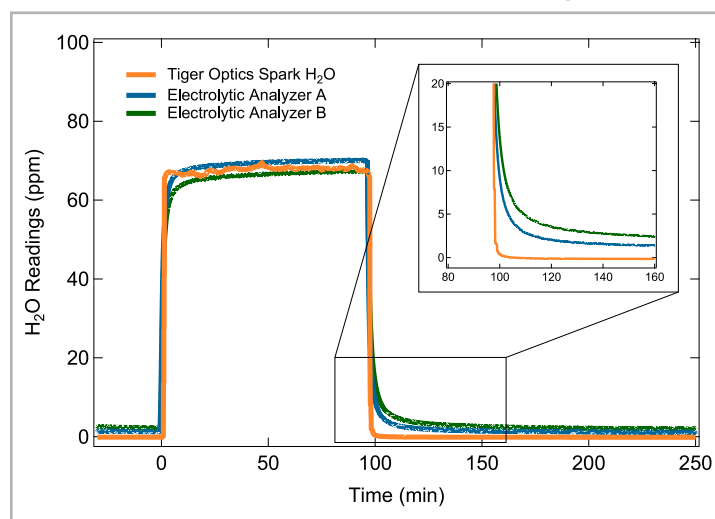 100
80
60
40
20
0
H₂O Readings (ppm)
Tiger Optics Spark H₂O
Electrolytic Analyzer A
Electrolytic Analyzer B
20
15
10
5
0
80 100 120 140 160
0 50 100 150 200 250
Time (min)